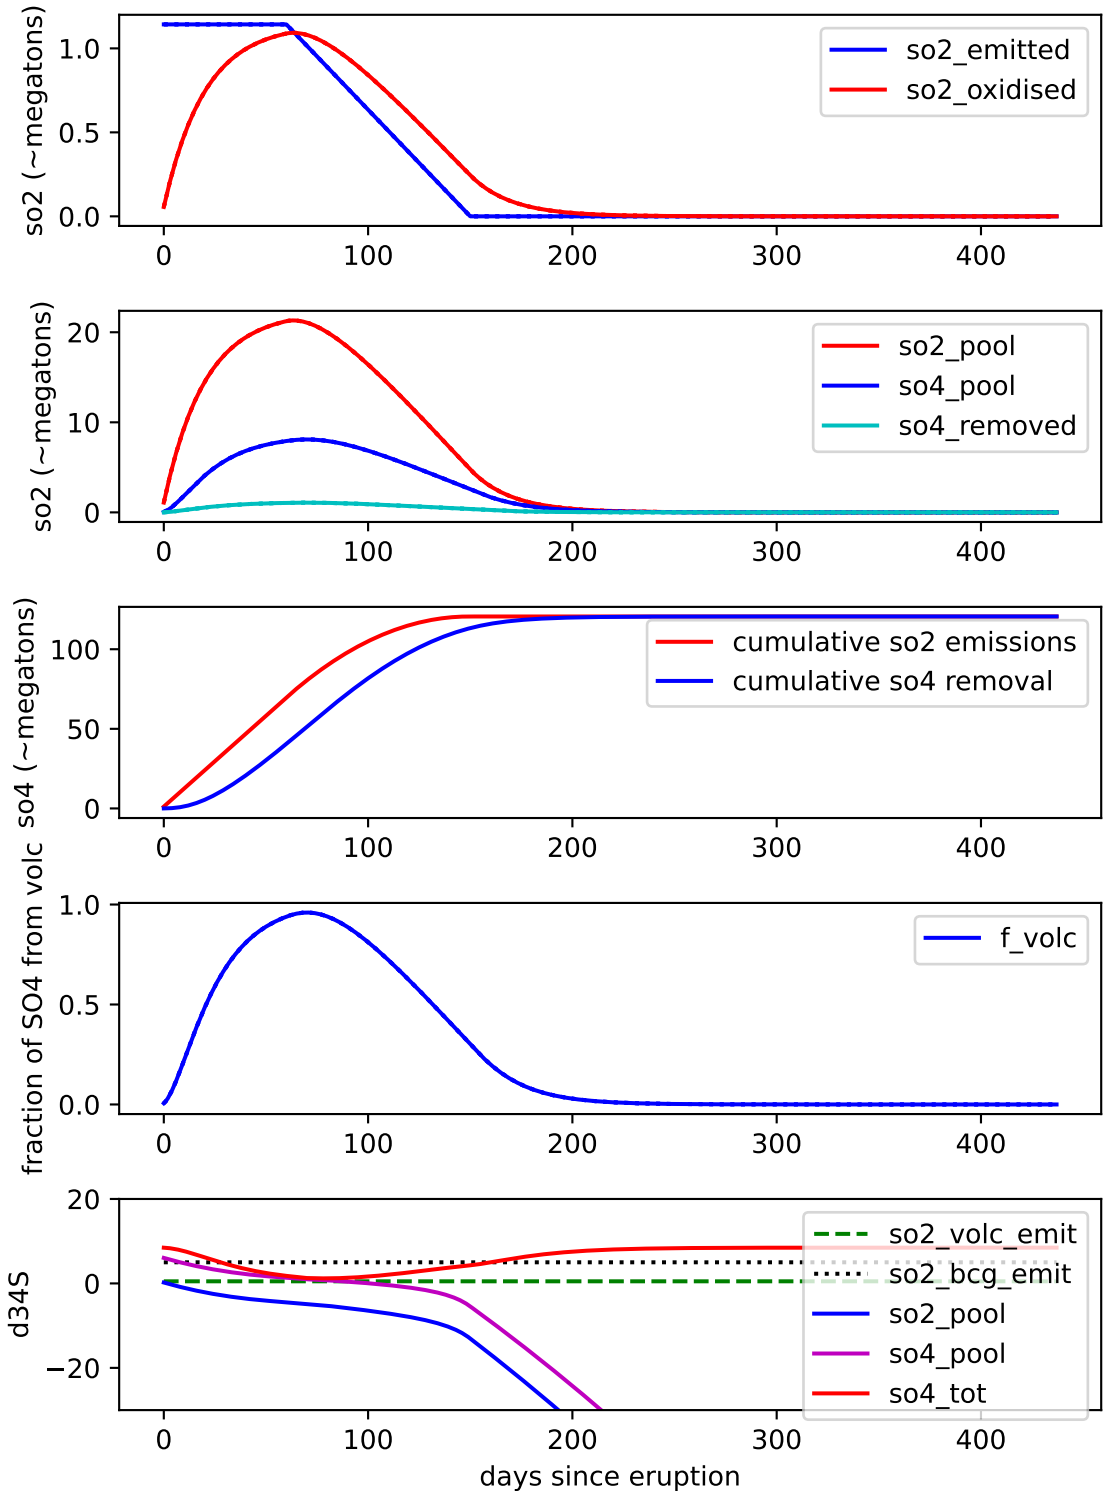 so2 (~megatons)
1.0
0.5
0.0
so2_emitted
so2_oxidised
0 100 200 300 400
so2 (~megatons)
20
10
0
so2_pool
so4_pool
so4_removed
0 100 200 300 400
so4 (~megatons)
100
50
0
cumulative so2 emissions
cumulative so4 removal
0 100 200 300 400
fraction of SO4 from volc
1.0
0.5
0.0
f_volc
0 100 200 300 400
d34S
20
0
−20
so2_volc_emit
so2_bcg_emit
so2_pool
so4_pool
so4_tot
0 100 200 300 400
days since eruption